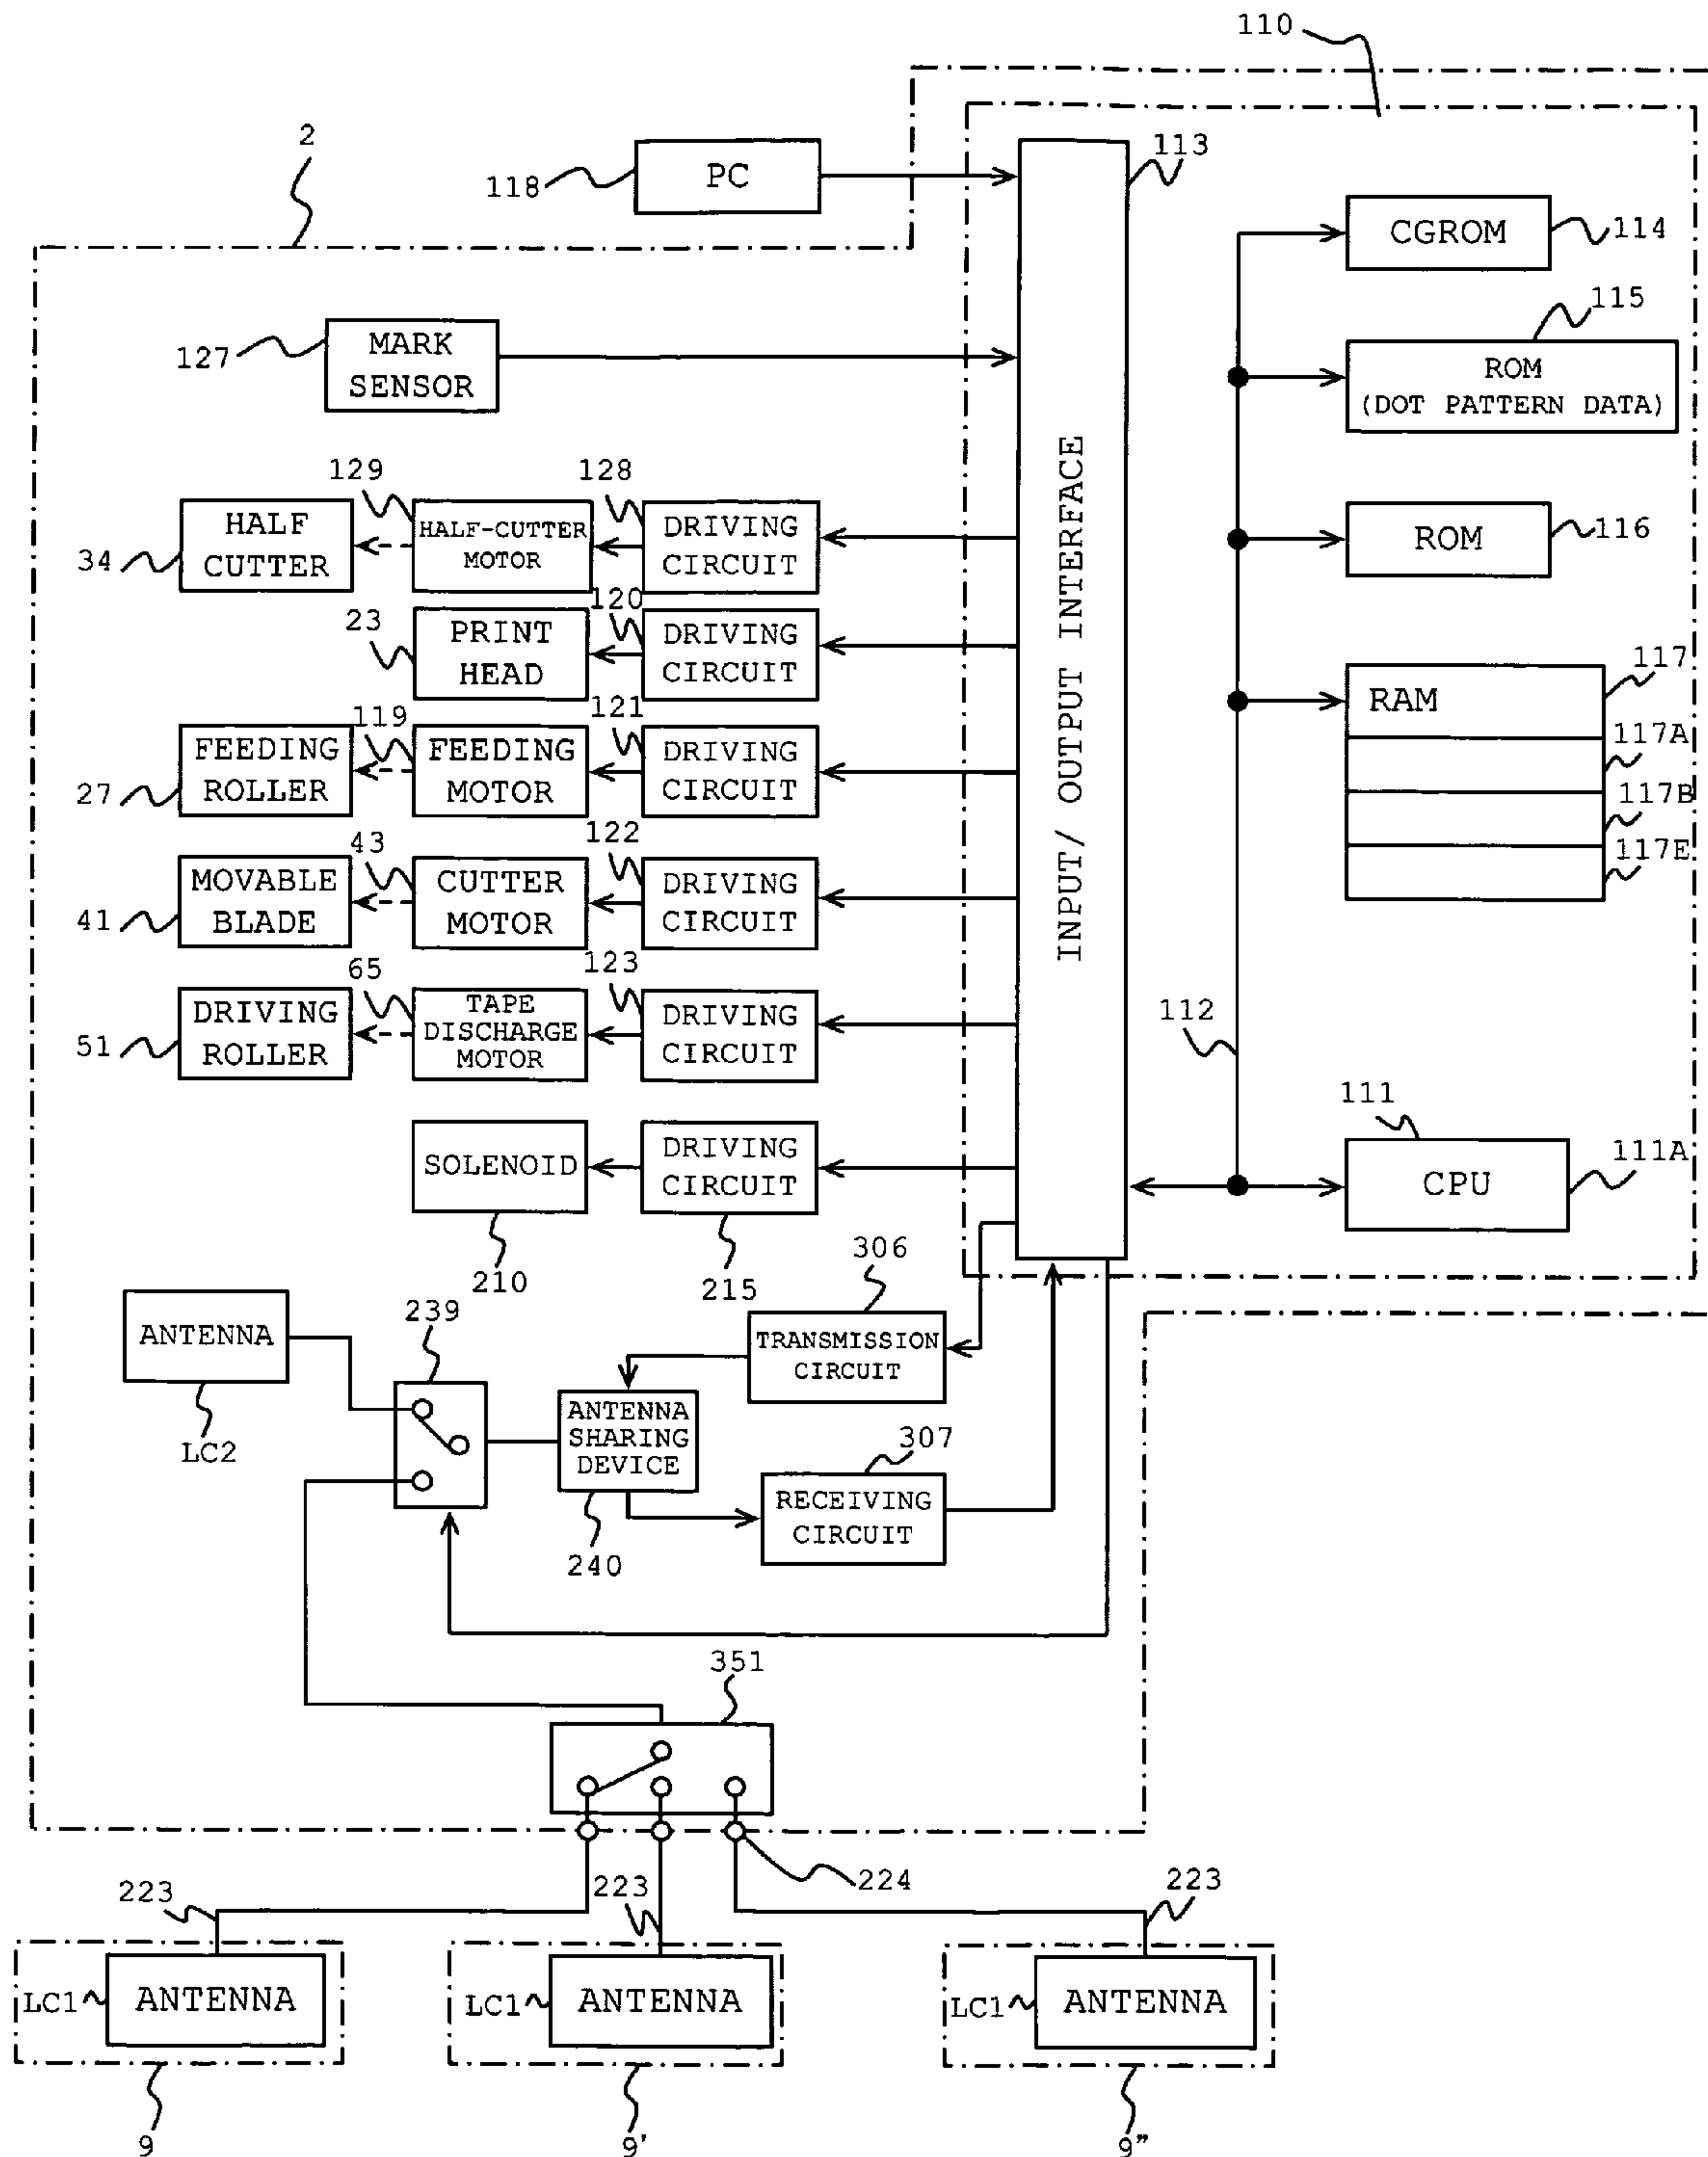 110
2
118
PC
113
CGROM
114
115
127
MARK
SENSOR
ROM
(DOT PATTERN DATA)
INPUT/ OUTPUT INTERFACE
129
128
34
HALF
CUTTER
HALF-CUTTER
MOTOR
DRIVING
CIRCUIT
ROM
116
23
PRINT
HEAD
120
DRIVING
CIRCUIT
117
RAM
117A
117B
117E
119
121
27
FEEDING
ROLLER
FEEDING
MOTOR
DRIVING
CIRCUIT
43
122
41
MOVABLE
BLADE
CUTTER
MOTOR
DRIVING
CIRCUIT
65
123
51
DRIVING
ROLLER
TAPE
DISCHARGE
MOTOR
DRIVING
CIRCUIT
112
111
CPU
111A
SOLENOID
210
DRIVING
CIRCUIT
215
306
TRANSMISSION
CIRCUIT
ANTENNA
LC2
239
ANTENNA
SHARING
DEVICE
240
307
RECEIVING
CIRCUIT
351
224
223
223
223
LC1
ANTENNA
9
LC1
ANTENNA
9'
LC1
ANTENNA
9"